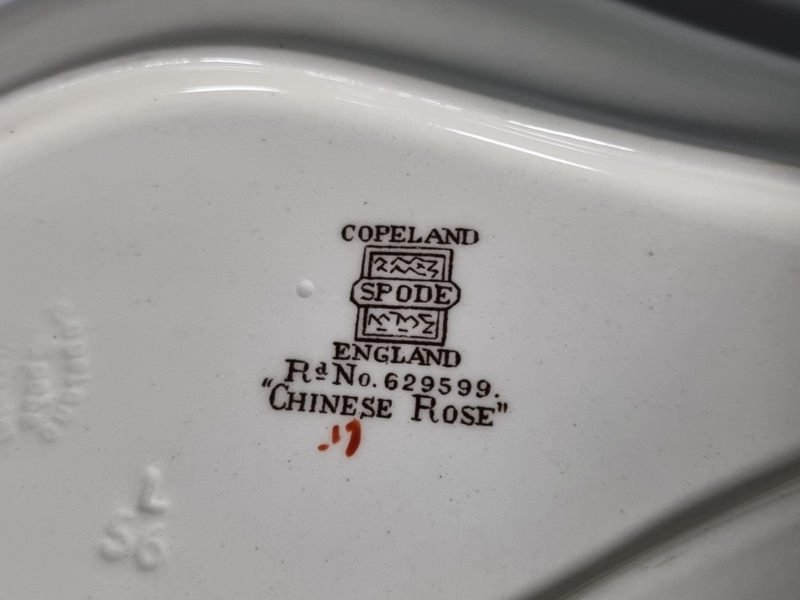 COPELAND
SPODE
ENGLAND
Rd No. 629599.
"CHINESE ROSE"